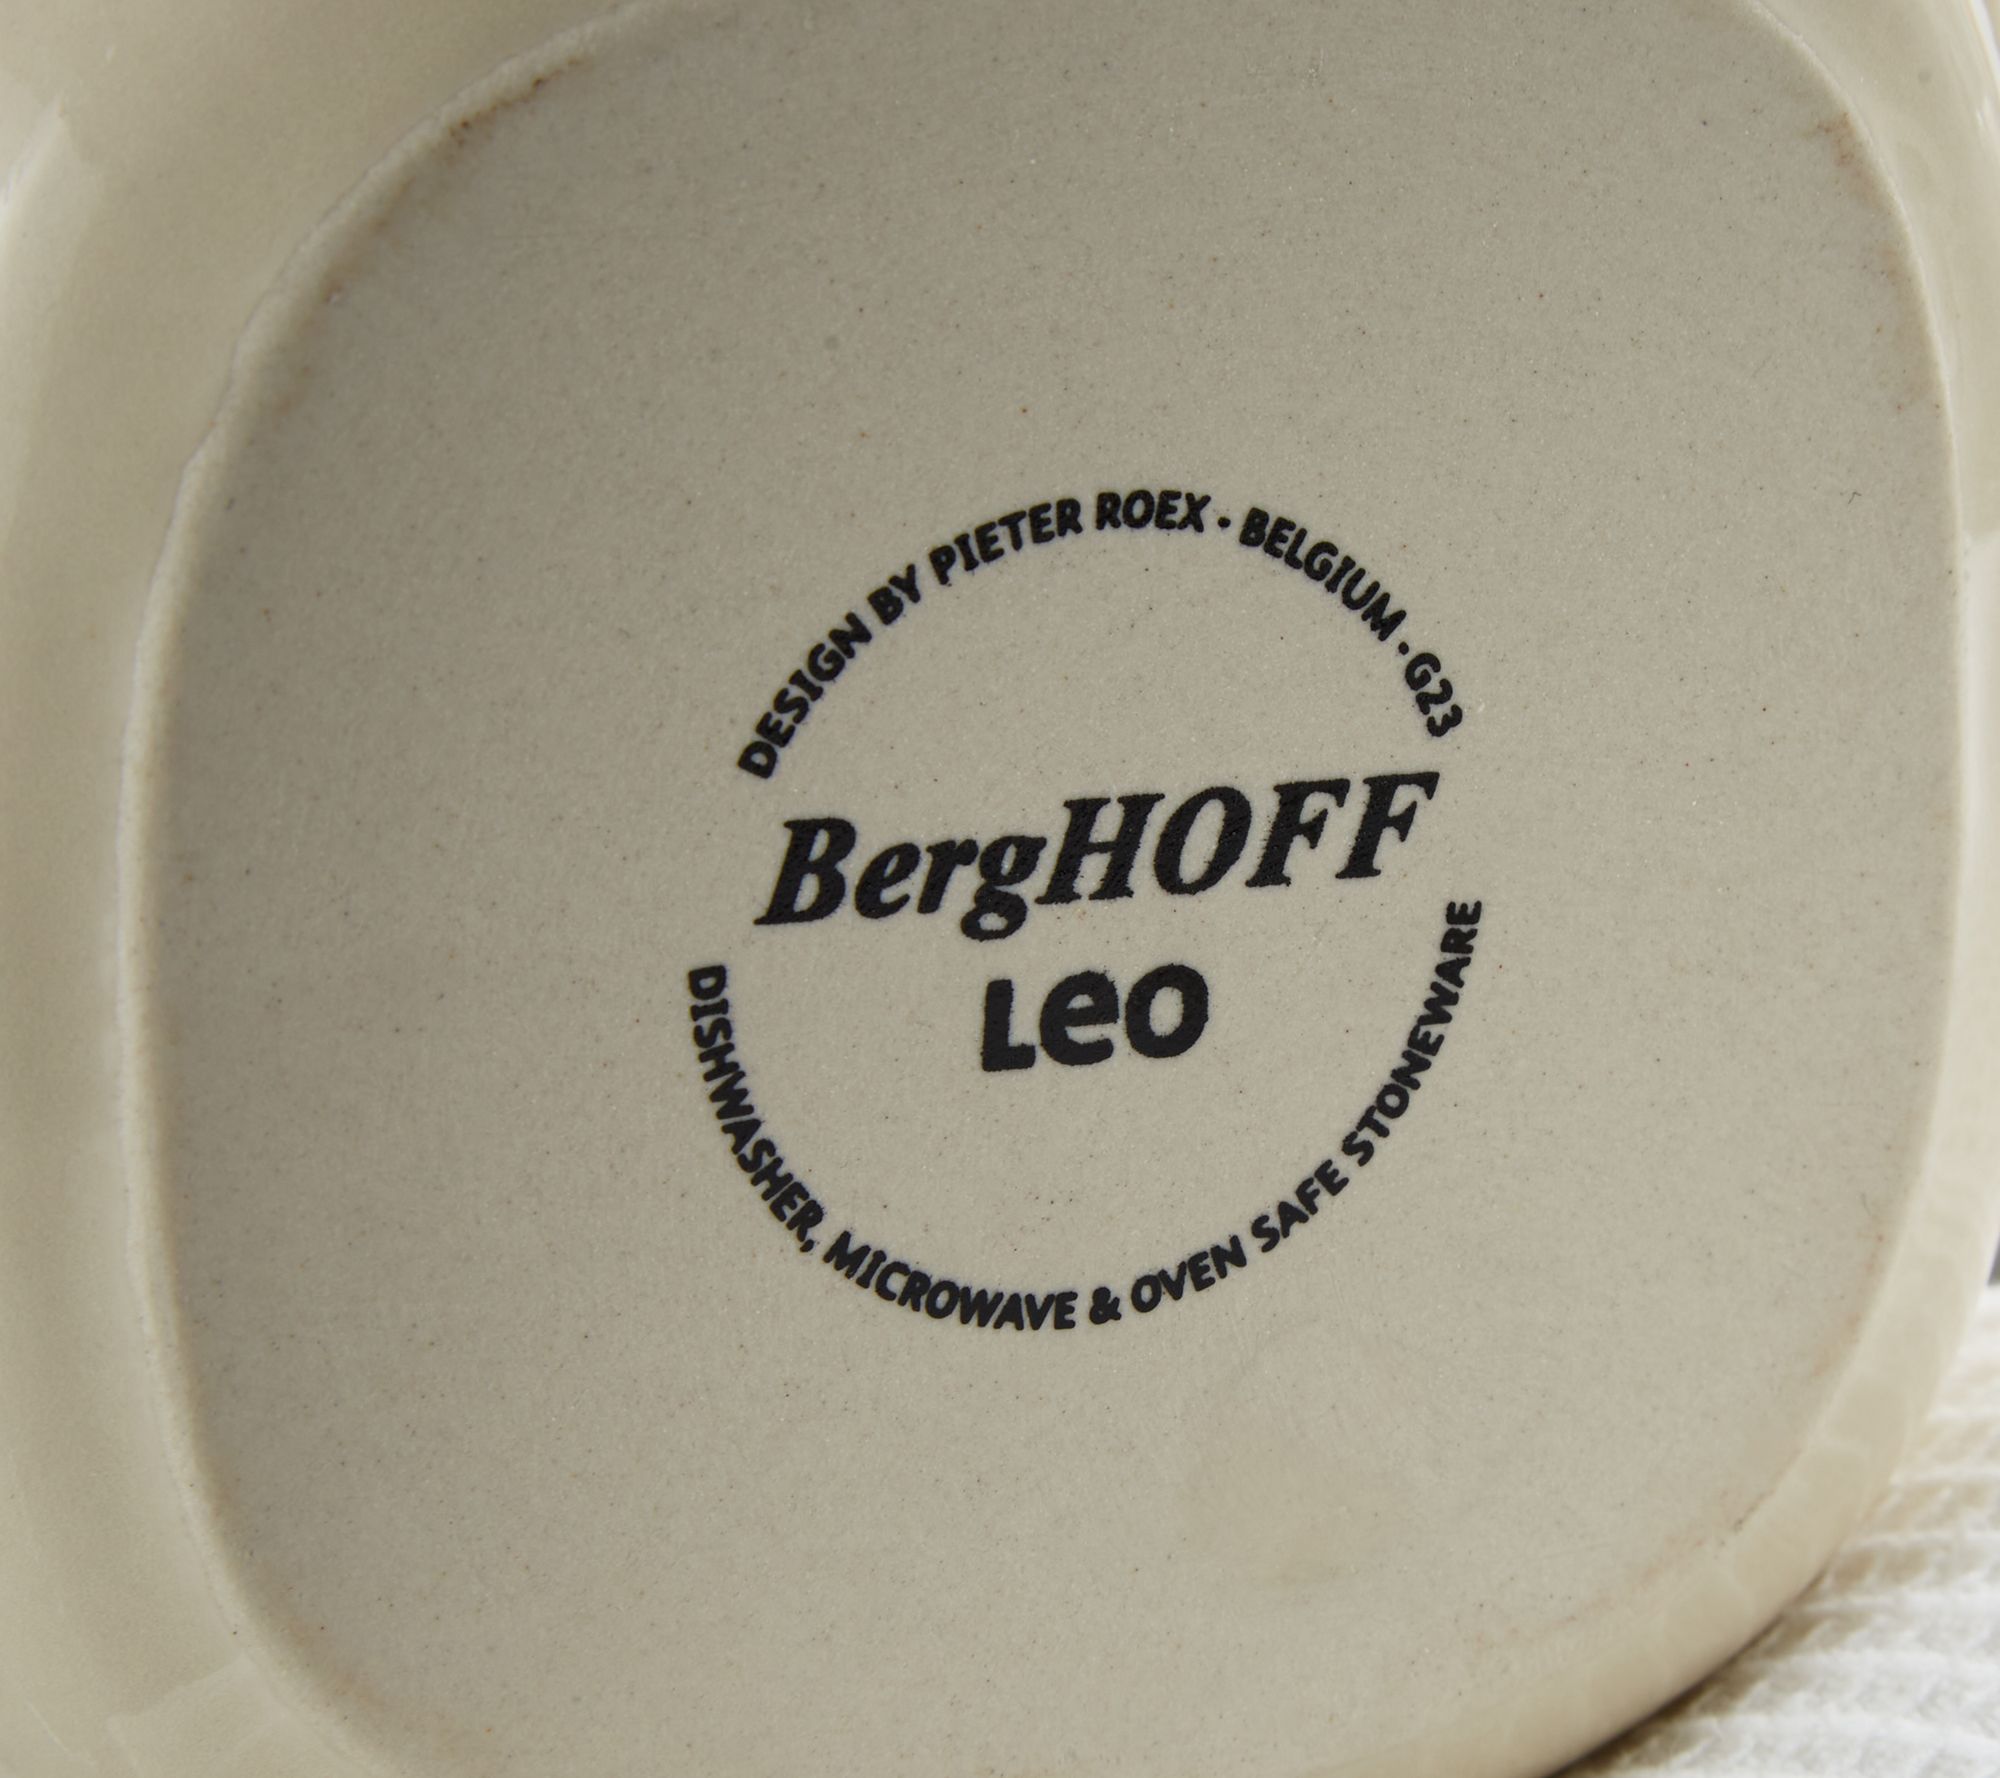 DESIGN BY PIETER ROEX · BELGIUM · G23
BergHOFF
Leo
DISHWASHER, MICROWAVE & OVEN SAFE STONEWARE